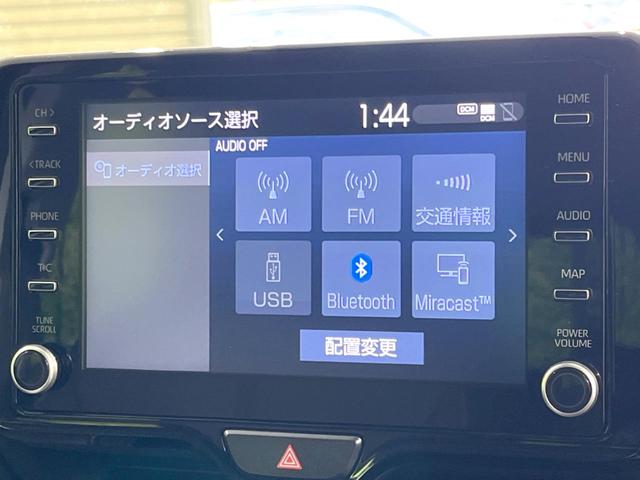 CH >
<TRACK
PHONE
TUNE
SCROLL
オーディオソース選択
1:44
DCM
DCM
オーディオ選択
AUDIO OFF
AM
FM
交通情報
USB
Bluetooth
Miracast™
配置変更
HOME
MENU
AUDIO
MAP
POWER
VOLUME